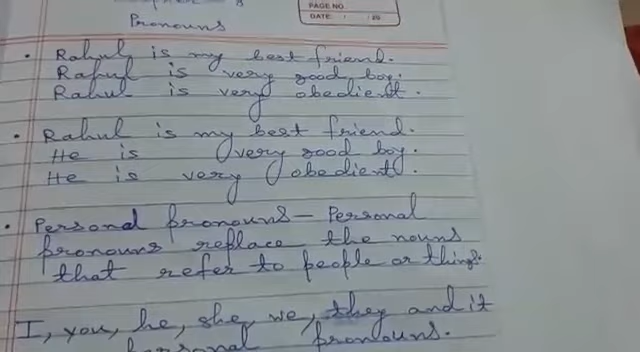 PAGE NO.
DATE: / /20
Pronouns
• Rahul is my best friend.
Rahul is very good boy.
Rahul is very obedient.
• Rahul is my best friend.
He is very good boy.
He is very obedient.
• Personal pronouns – Personal
pronouns replace the nouns
that refer to people or things.
I, you, he, she, we, they and it
personal pronouns.